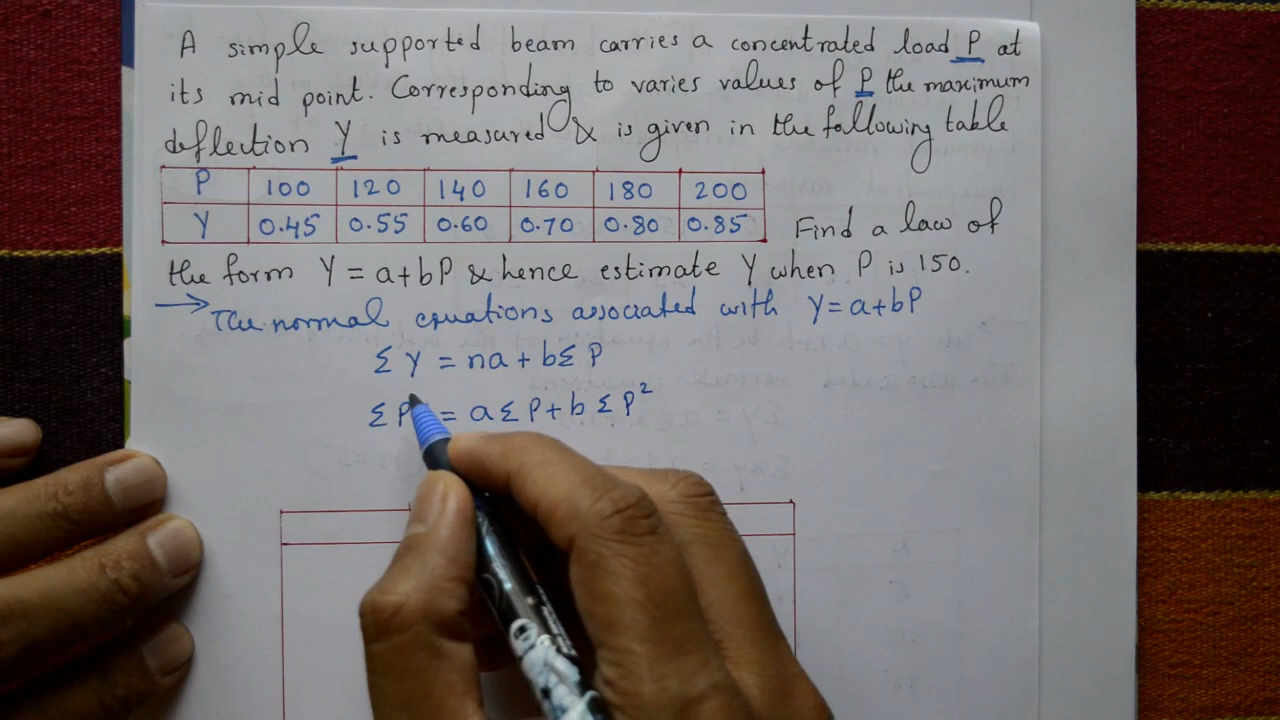 A simple supported beam carries a concentrated load P at
its mid point. Corresponding to varies values of P the maximum
deflection Y is measured & is given in the following table
P 100 120 140 160 180 200
Y 0.45 0.55 0.60 0.70 0.80 0.85 Find a law of
the form Y = a+bP & hence estimate Y when P is 150.
→ The normal equations associated with Y=a+bP
Σ Y = na + bΣ P
Σ P = a Σ P + b Σ P²